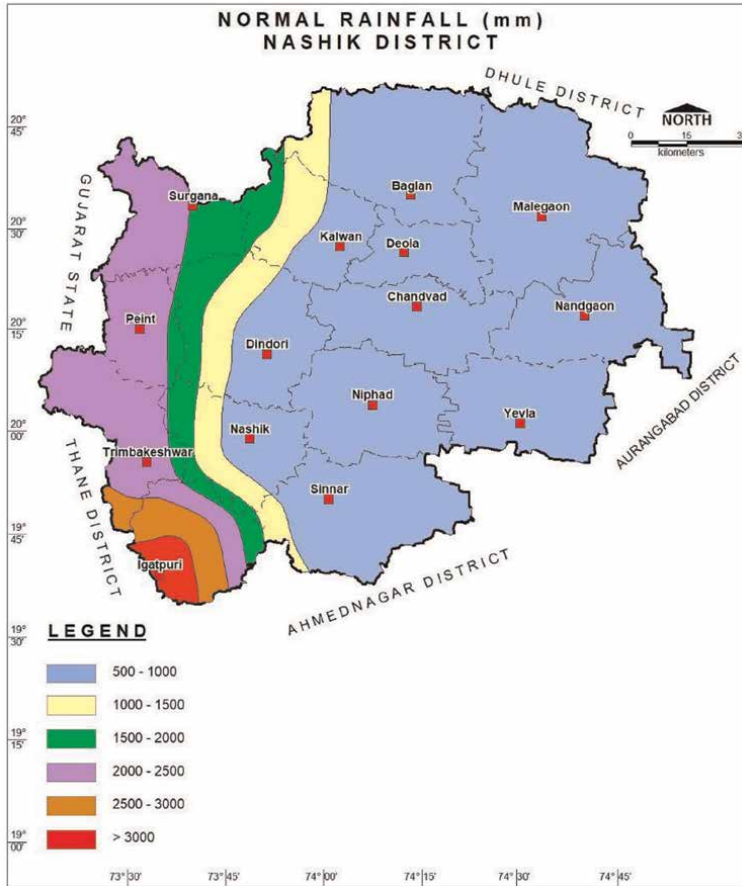 NORMAL RAINFALL (mm)
NASHIK DISTRICT
DHULE DISTRICT
NORTH
0 15 3
kilometers
GUJARAT STATE
THANE DISTRICT
AHMEDNAGAR DISTRICT
AURANGABAD DISTRICT
Surgana
Baglan
Malegaon
Kalwan
Deola
Chandvad
Nandgaon
Peint
Dindori
Niphad
Yevla
Nashik
Trimbakeshwar
Sinnar
Igatpuri
20°
45'
20°
30'
20°
15'
20°
00'
19°
45'
19°
30'
19°
15'
19°
00'
LEGEND
500 - 1000
1000 - 1500
1500 - 2000
2000 - 2500
2500 - 3000
> 3000
73° 30' 73° 45' 74° 00' 74° 15' 74° 30' 74° 45'